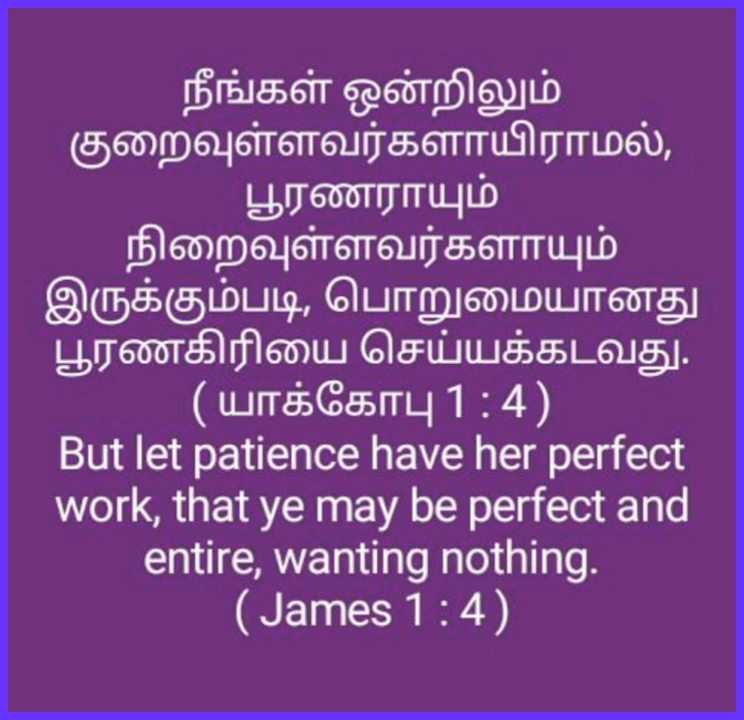 நீங்கள் ஒன்றிலும்
குறைவுள்ளவர்களாயிராமல்,
பூரணராயும்
நிறைவுள்ளவர்களாயும்
இருக்கும்படி, பொறுமையானது
பூரணகிரியை செய்யக்கடவது.
( யாக்கோபு 1 : 4 )
But let patience have her perfect
work, that ye may be perfect and
entire, wanting nothing.
( James 1 : 4 )